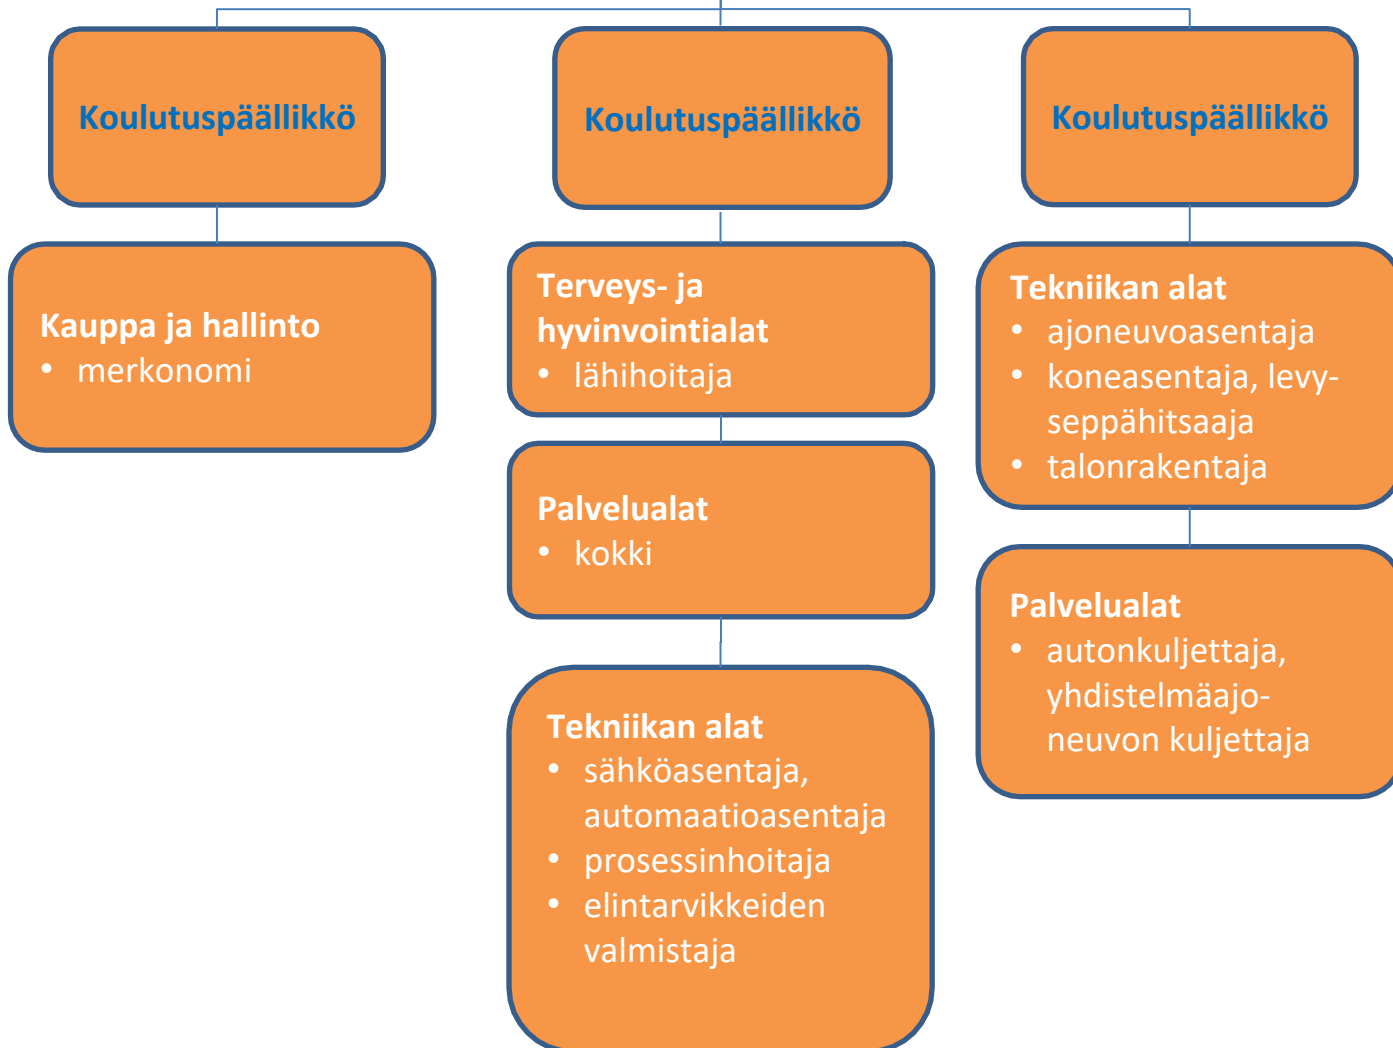 Koulutuspäällikkö
Koulutuspäällikkö
Koulutuspäällikkö
Kauppa ja hallinto
• merkonomi
Terveys- ja
hyvinvointialat
• lähihoitaja
Palvelualat
• kokki
Tekniikan alat
• sähköasentaja,
automaatioasentaja
• prosessinhoitaja
• elintarvikkeiden
valmistaja
Tekniikan alat
• ajoneuvoasentaja
• koneasentaja, levy-
seppähitsaaja
• talonrakentaja
Palvelualat
• autonkuljettaja,
yhdistelmäajo-
neuvon kuljettaja